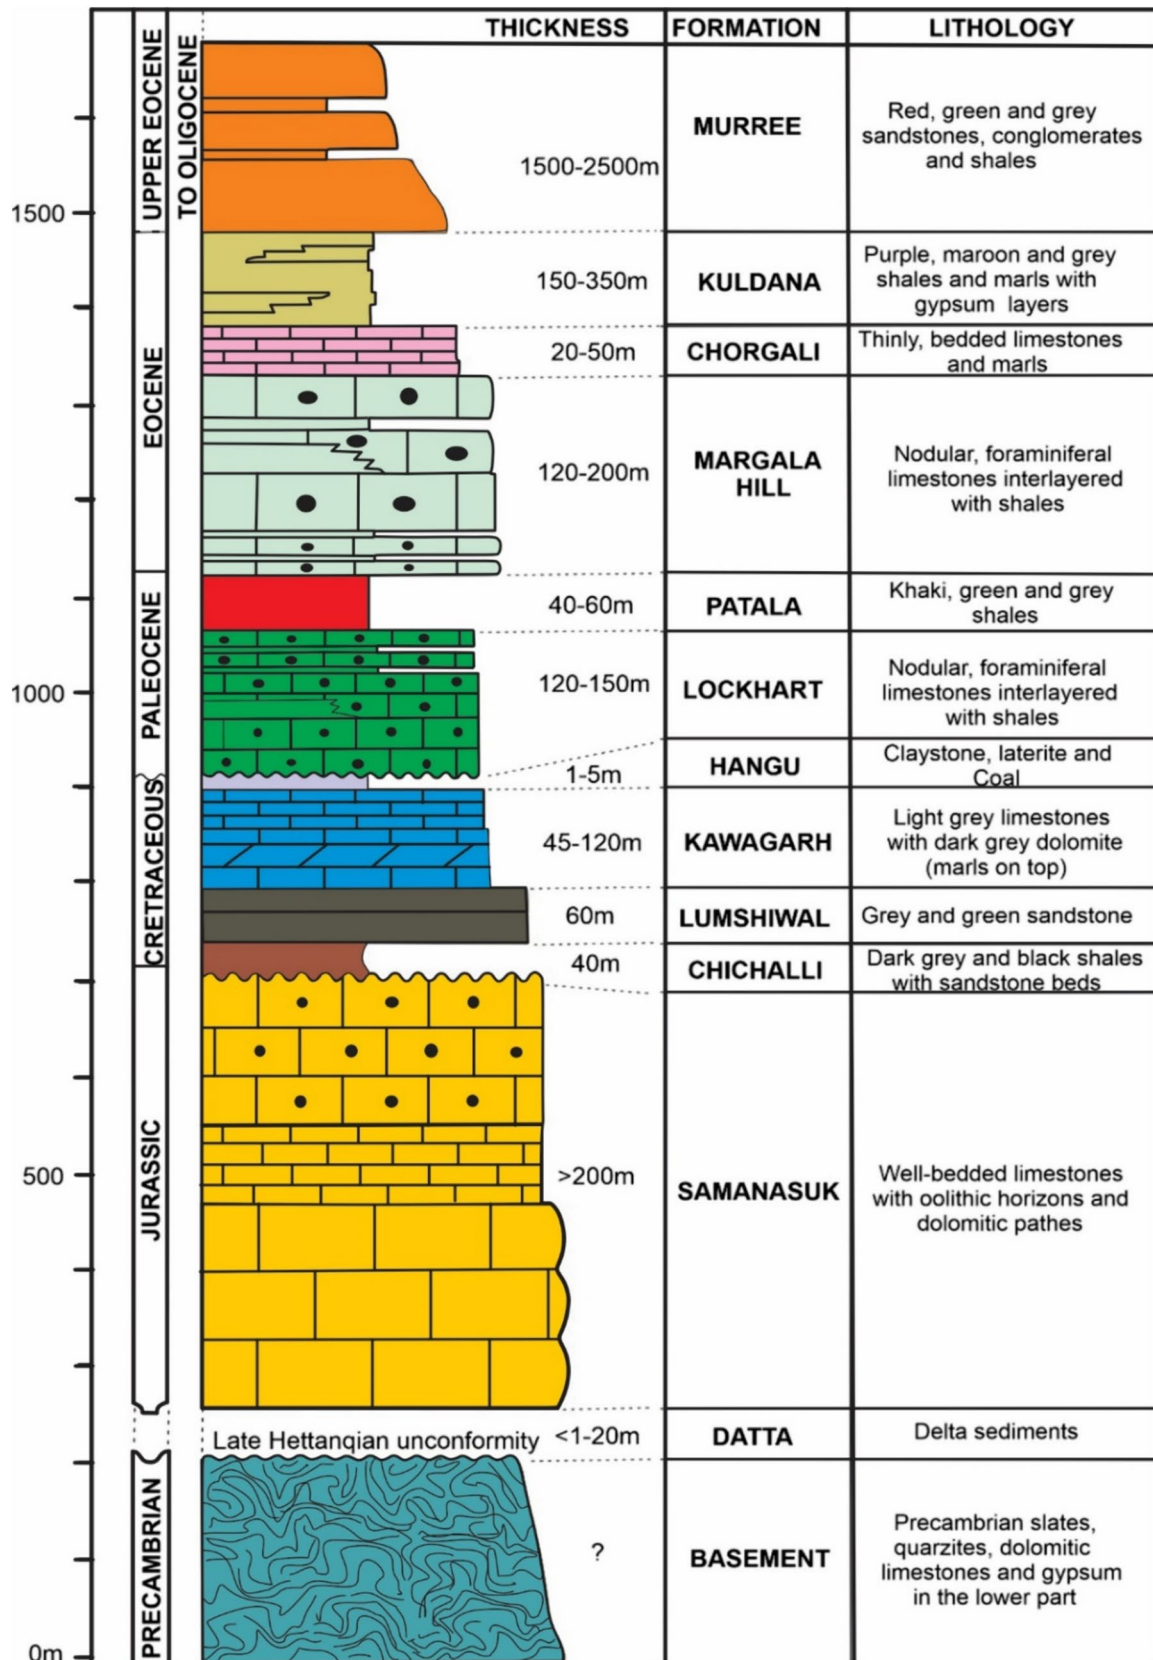 THICKNESS FORMATION LITHOLOGY
UPPER EOCENE
TO OLIGOCENE
1500-2500m
MURREE
Red, green and grey
sandstones, conglomerates
and shales
1500
EOCENE
150-350m
KULDANA
Purple, maroon and grey
shales and marls with
gypsum layers
20-50m
CHORGALI
Thinly, bedded limestones
and marls
120-200m
MARGALA
HILL
Nodular, foraminiferal
limestones interlayered
with shales
PALEOCENE
40-60m
PATALA
Khaki, green and grey
shales
1000
120-150m
LOCKHART
Nodular, foraminiferal
limestones interlayered
with shales
1-5m
HANGU
Claystone, laterite and
Coal
CRETRACEOUS
45-120m
KAWAGARH
Light grey limestones
with dark grey dolomite
(marls on top)
60m
LUMSHIWAL
Grey and green sandstone
40m
CHICHALLI
Dark grey and black shales
with sandstone beds
JURASSIC
500
>200m
SAMANASUK
Well-bedded limestones
with oolithic horizons and
dolomitic pathes
Late Hettanqian unconformity
<1-20m
DATTA
Delta sediments
PRECAMBRIAN
?
BASEMENT
Precambrian slates,
quarzites, dolomitic
limestones and gypsum
in the lower part
0m